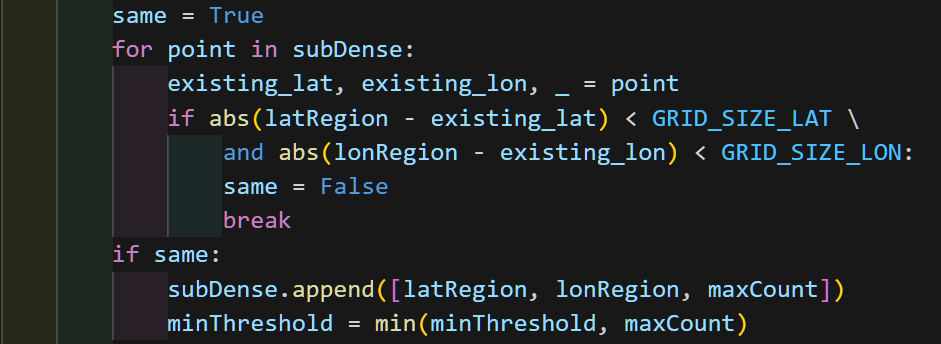 same = True
for point in subDense:
    existing_lat, existing_lon, _ = point
    if abs(latRegion - existing_lat) < GRID_SIZE_LAT \
        and abs(lonRegion - existing_lon) < GRID_SIZE_LON:
        same = False
        break
if same:
    subDense.append([latRegion, lonRegion, maxCount])
    minThreshold = min(minThreshold, maxCount)